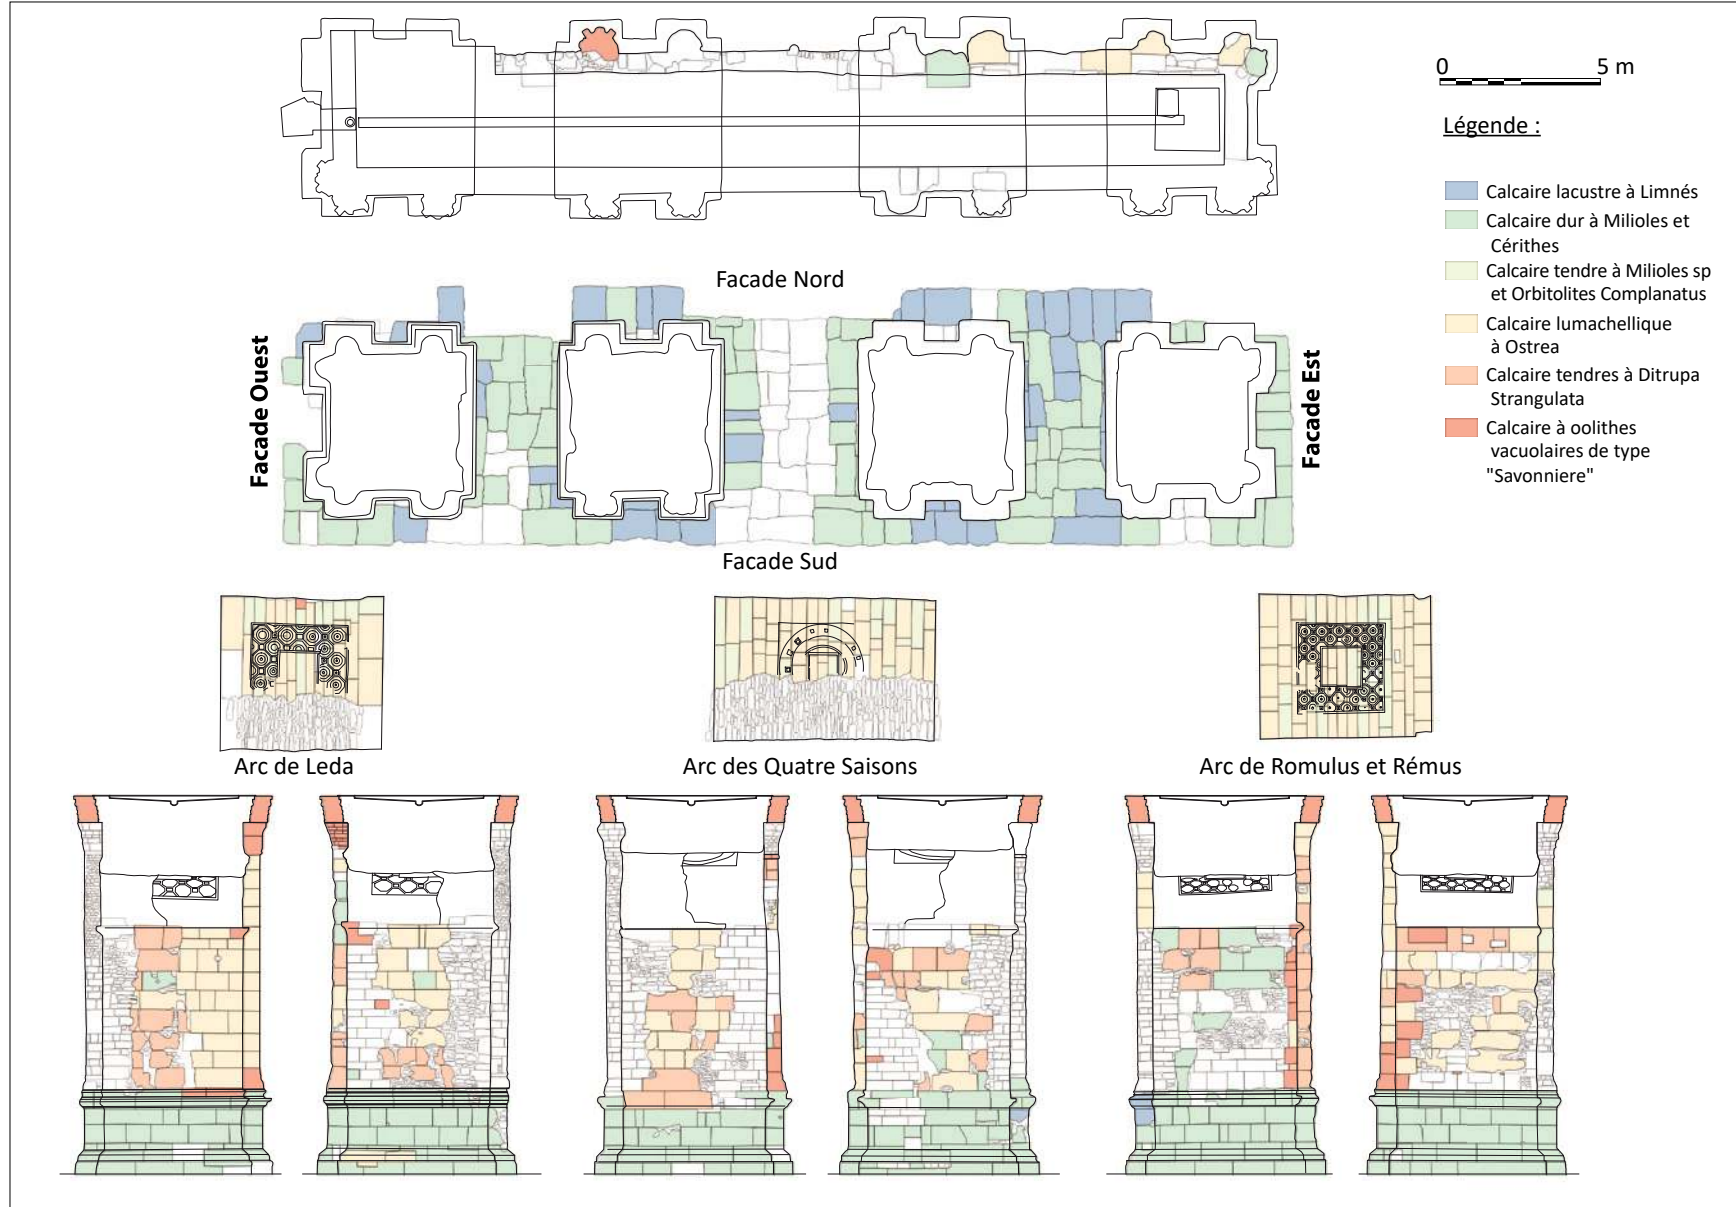 0 5 m
Légende :
Calcaire lacustre à Limnés
Calcaire dur à Milioles et
Cérithes
Calcaire tendre à Milioles sp
et Orbitolites Complanatus
Calcaire lumachellique
à Ostrea
Calcaire tendres à Ditrupa
Strangulata
Calcaire à oolithes
vacuolaires de type
"Savonniere"
Facade Nord
Facade Ouest
Facade Est
Facade Sud
Arc de Leda
Arc des Quatre Saisons
Arc de Romulus et Rémus